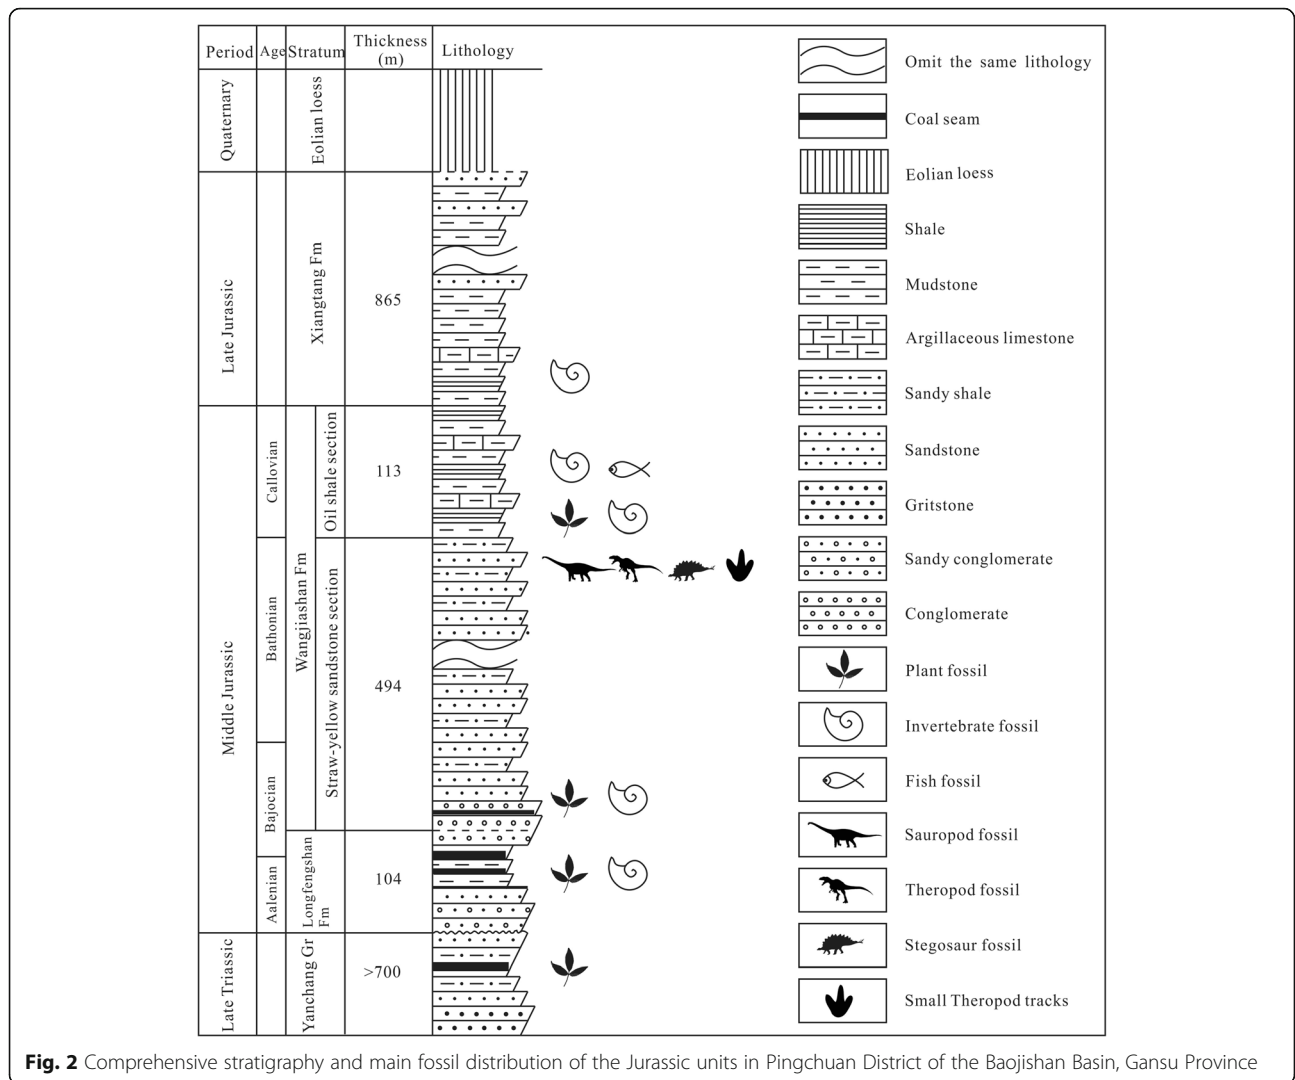 Period Age Stratum Thickness (m) Lithology
Quaternary
Eolian loess
Late Jurassic
Xiangtang Fm
865
Middle Jurassic
Callovian
Wangjiashan Fm
Oil shale section
113
Bathonian
Straw-yellow sandstone section
494
Bajocian
Aalenian
Longfengshan
Fm
104
Late Triassic
Yanchang Gr
>700
Omit the same lithology
Coal seam
Eolian loess
Shale
Mudstone
Argillaceous limestone
Sandy shale
Sandstone
Gritstone
Sandy conglomerate
Conglomerate
Plant fossil
Invertebrate fossil
Fish fossil
Sauropod fossil
Theropod fossil
Stegosaur fossil
Small Theropod tracks
Fig. 2 Comprehensive stratigraphy and main fossil distribution of the Jurassic units in Pingchuan District of the Baojishan Basin, Gansu Province